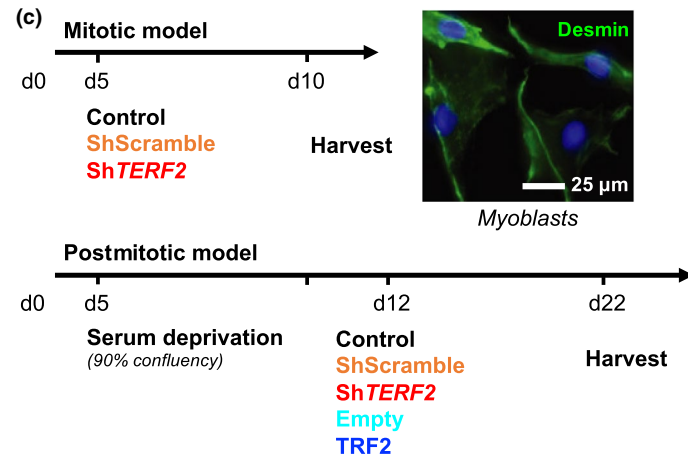 (c)
Mitotic model
d0 d5 d10
Control
ShScramble
ShTERF2
Harvest
Desmin
25 µm
Myoblasts
Postmitotic model
d0 d5 d12 d22
Serum deprivation
(90% confluency)
Control
ShScramble
ShTERF2
Empty
TRF2
Harvest